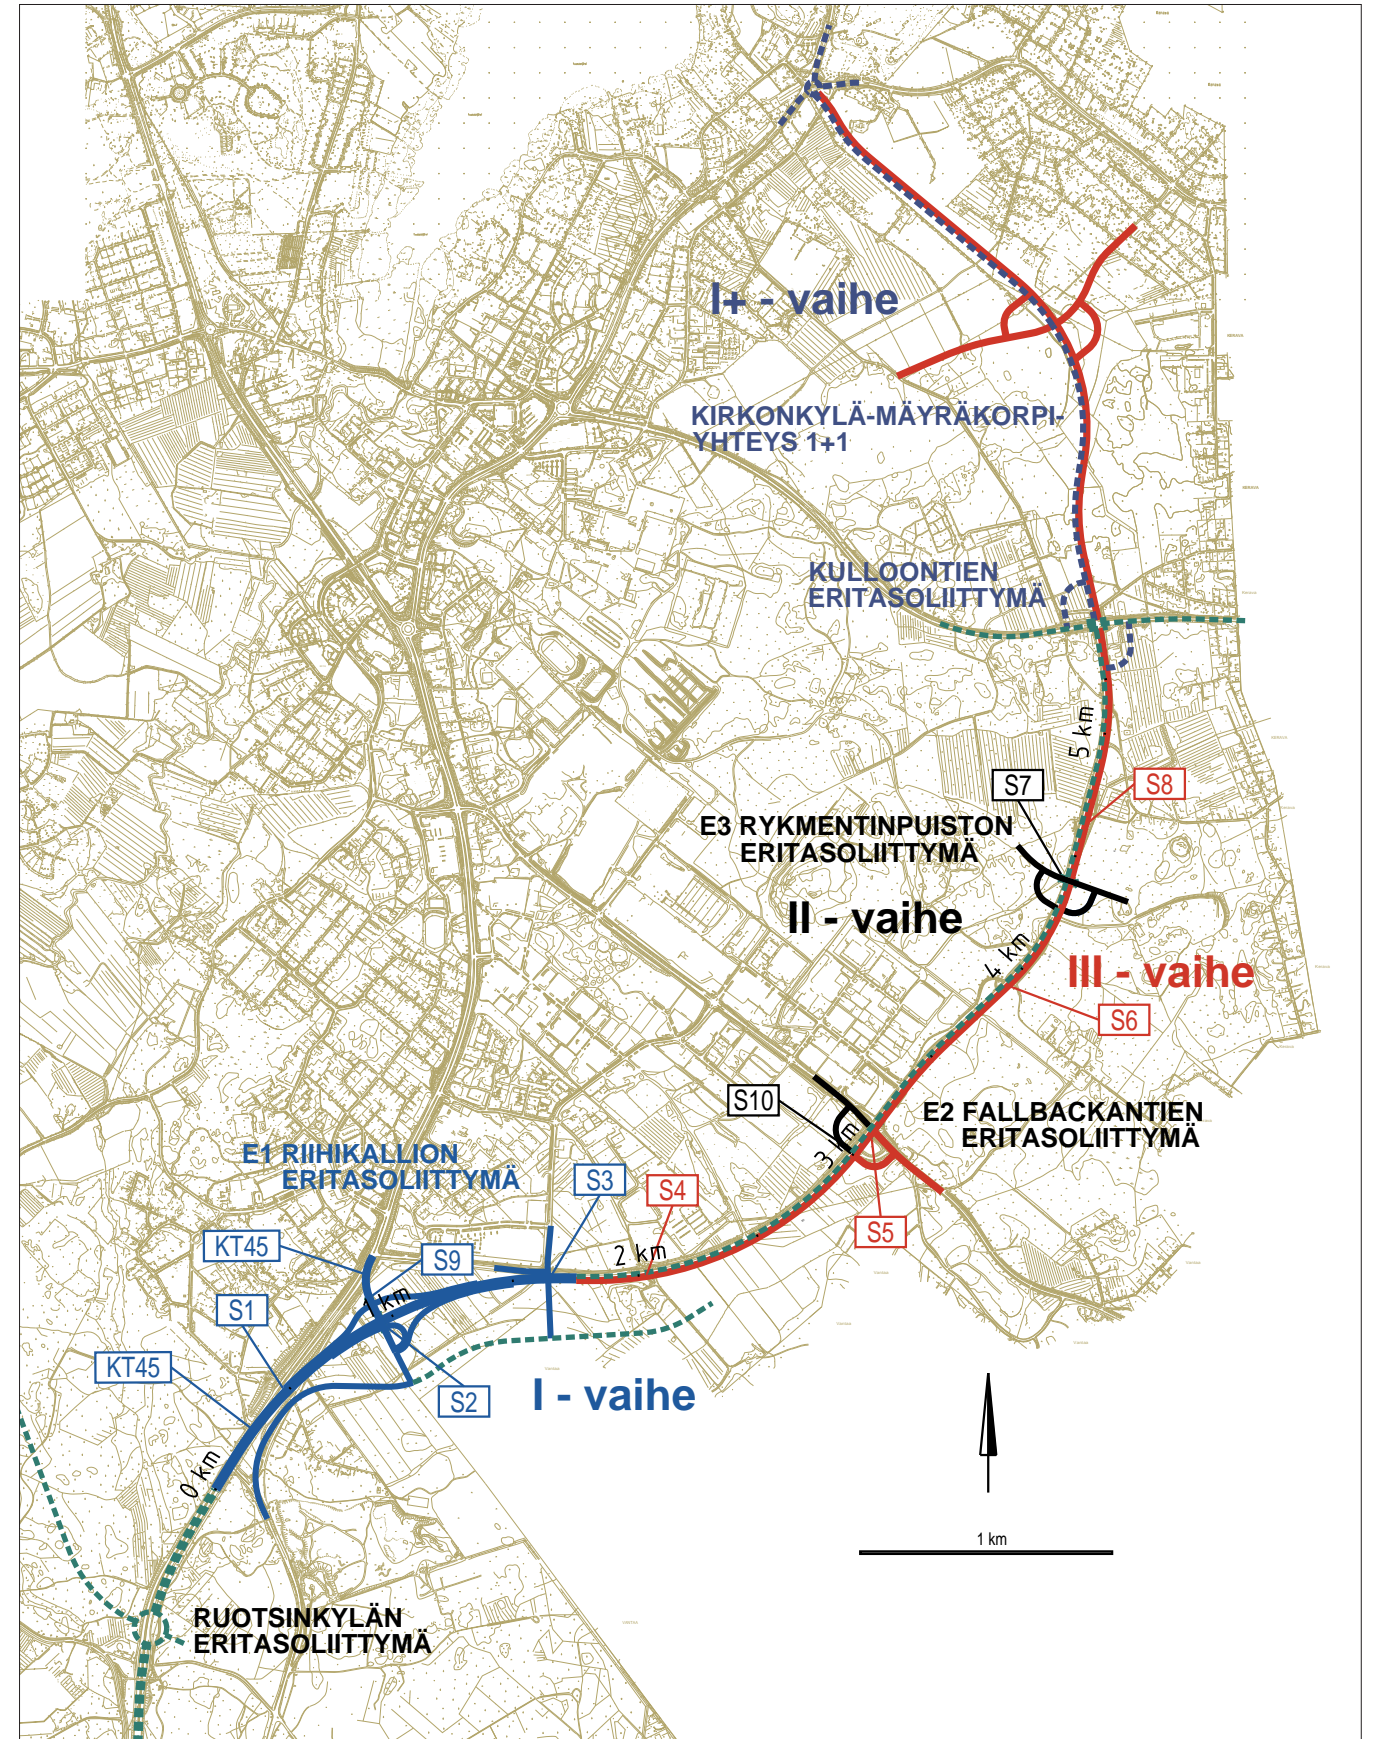 I+ - vaihe
KIRKONKYLÄ-MÄYRÄKORPI-
YHTEYS 1+1
KULLOONTIEN
ERITASOLIITTYMÄ
5 km
S7
S8
E3 RYKMENTINPUISTON
ERITASOLIITTYMÄ
II - vaihe
4 km
III - vaihe
S6
S10
E2 FALLBACKANTIEN
ERITASOLIITTYMÄ
3 km
E1 RIIHIKALLION
ERITASOLIITTYMÄ
S3
S4
S5
KT45
S9
2 km
S1
1 km
KT45
S2
I - vaihe
0 km
1 km
RUOTSINKYLÄN
ERITASOLIITTYMÄ